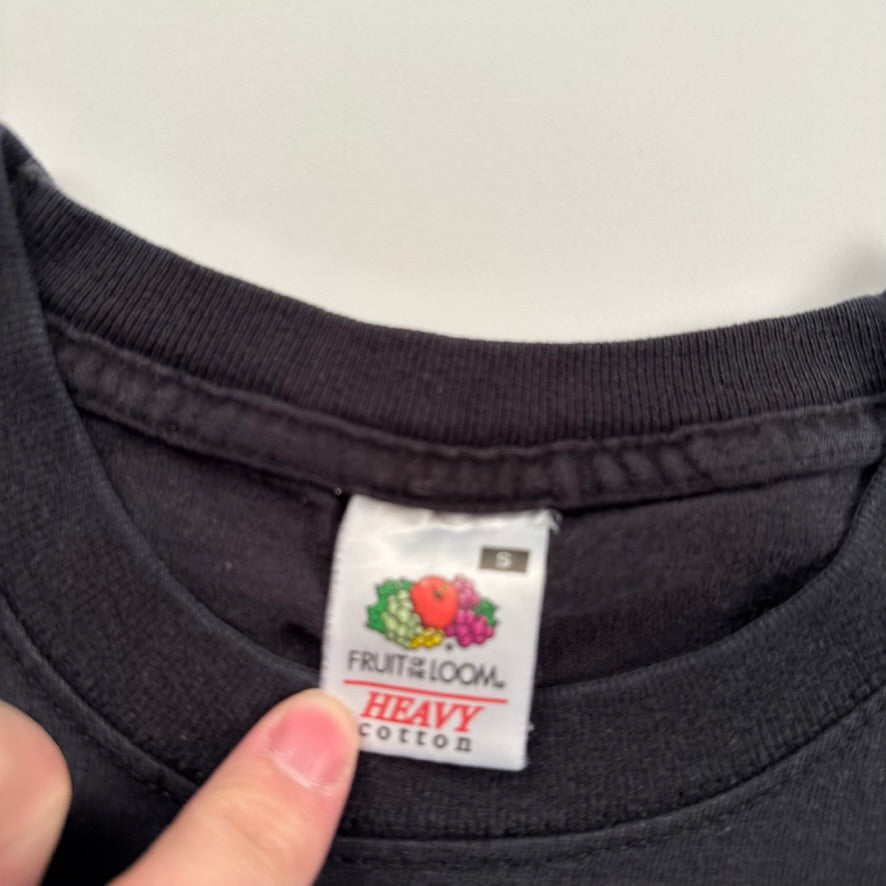 S
FRUIT OF THE LOOM
HEAVY
cotton